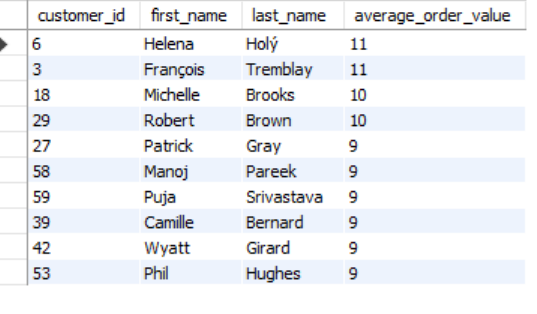 customer_id first_name last_name average_order_value
6 Helena Holý 11
3 François Tremblay 11
18 Michelle Brooks 10
29 Robert Brown 10
27 Patrick Gray 9
58 Manoj Pareek 9
59 Puja Srivastava 9
39 Camille Bernard 9
42 Wyatt Girard 9
53 Phil Hughes 9